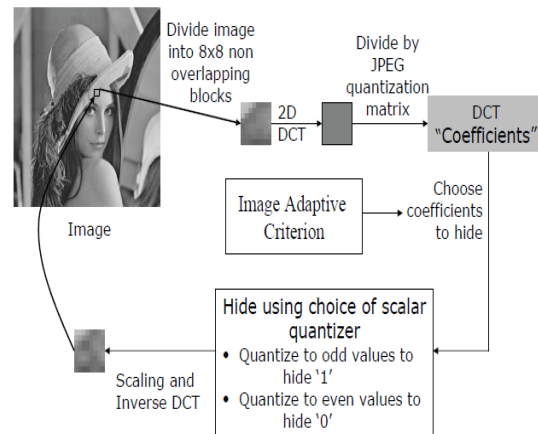 Divide image
into 8x8 non
overlapping
blocks
2D
DCT
Divide by
JPEG
quantization
matrix
DCT
"Coefficients"
Image Adaptive
Criterion
Choose
coefficients
to hide
Image
Hide using choice of scalar
quantizer
• Quantize to odd values to
hide '1'
• Quantize to even values to
hide '0'
Scaling and
Inverse DCT